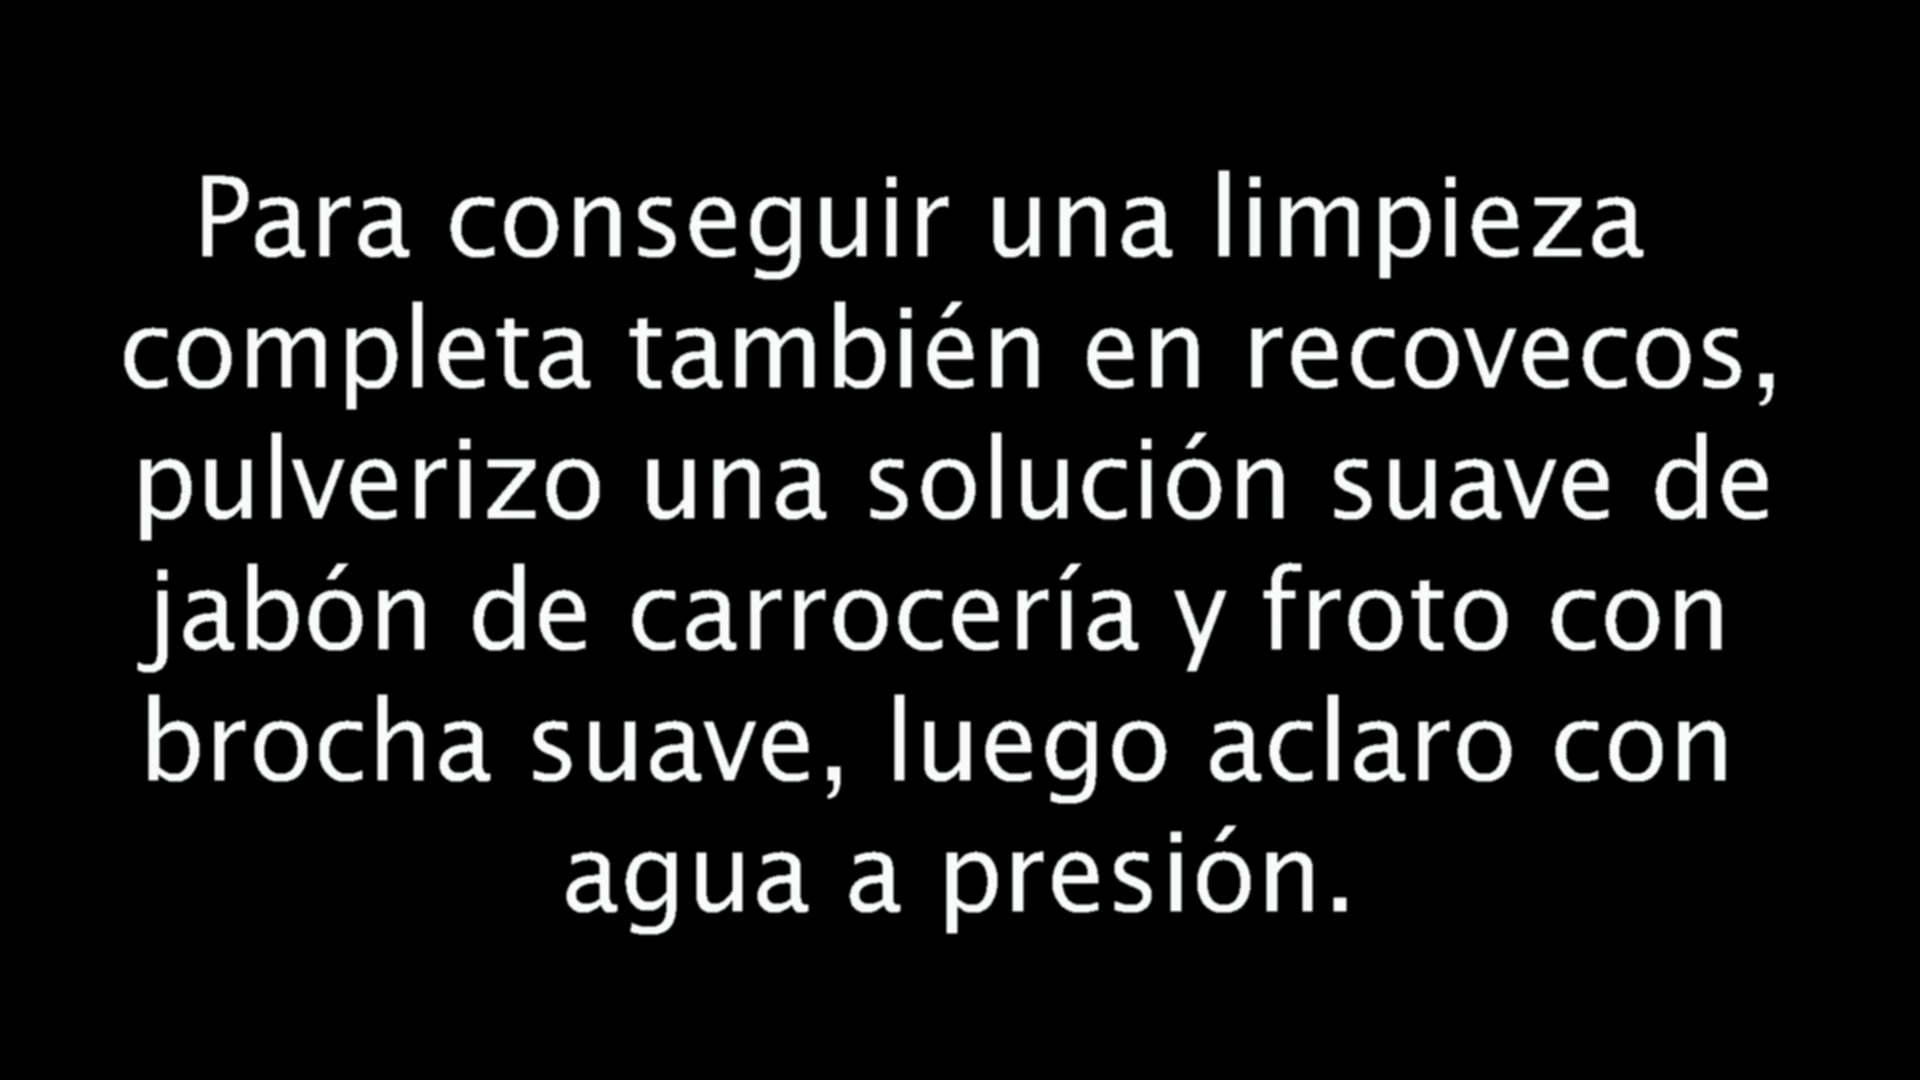 Para conseguir una limpieza
completa también en recovecos,
pulverizo una solución suave de
jabón de carrocería y froto con
brocha suave, luego aclaro con
agua a presión.